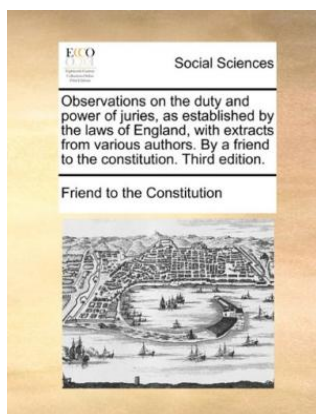 ECCO
Social Sciences
Observations on the duty and
power of juries, as established by
the laws of England, with extracts
from various authors. By a friend
to the constitution. Third edition.
Friend to the Constitution